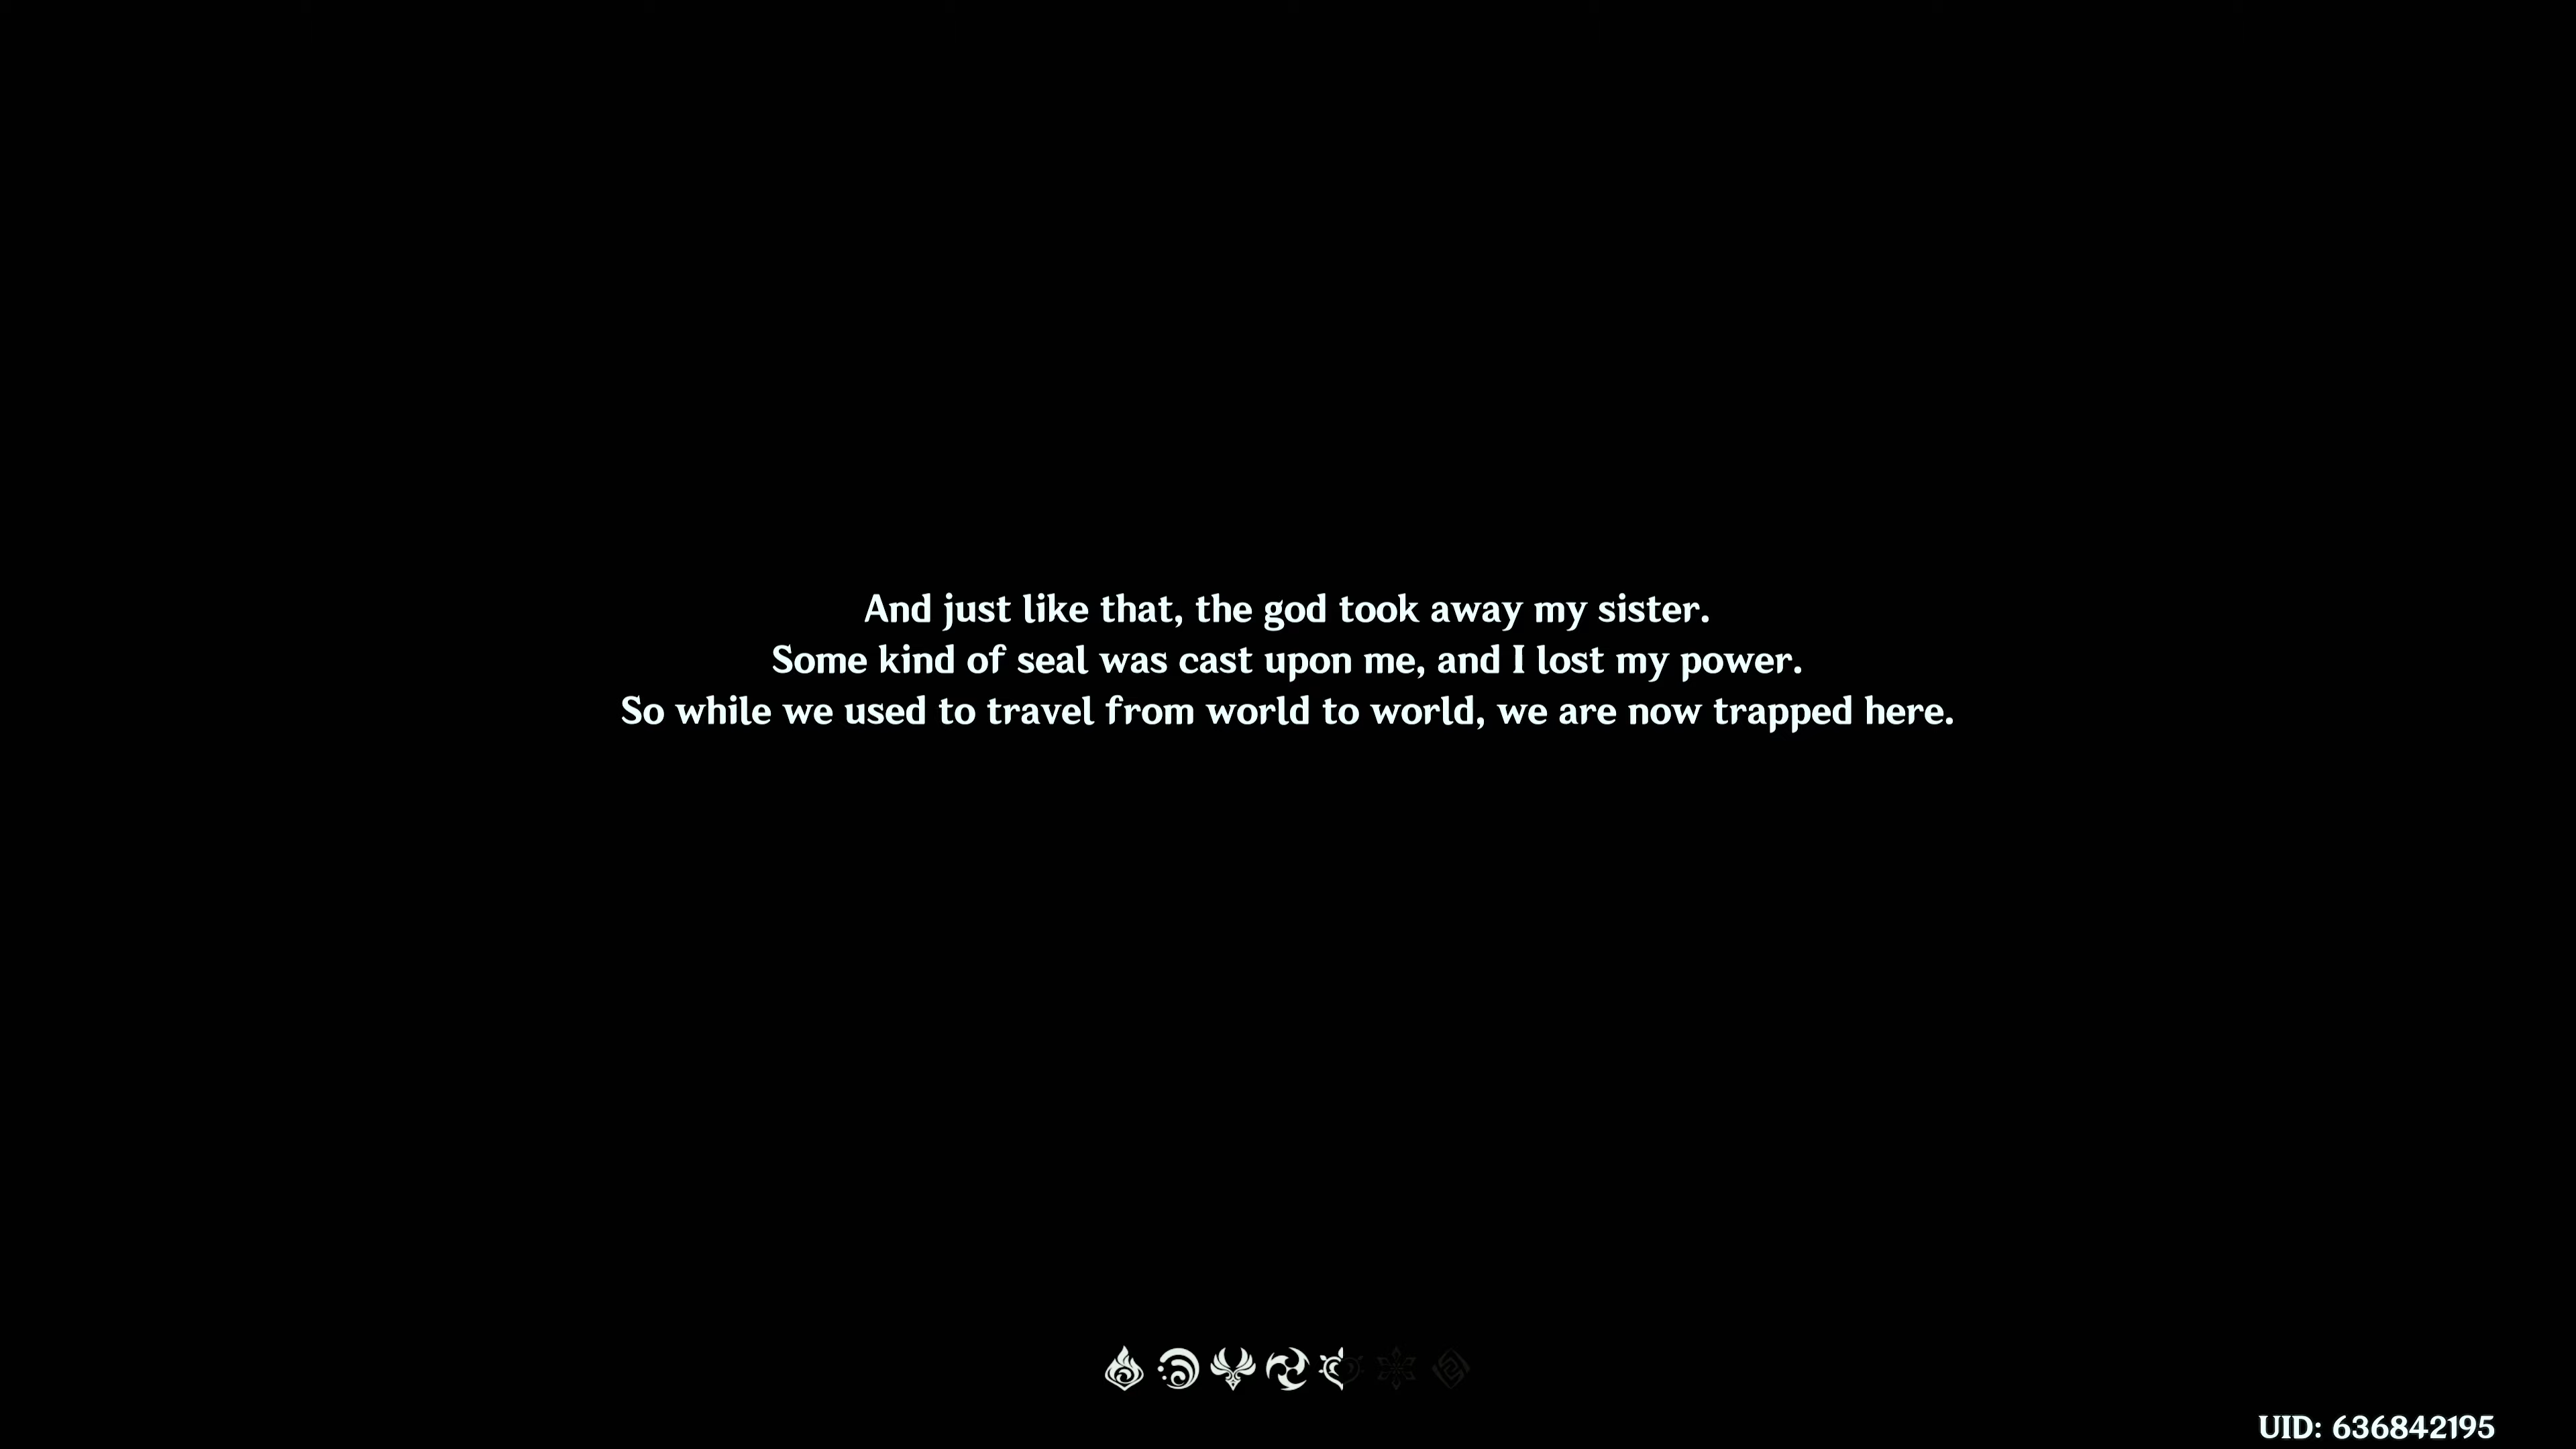 And just like that, the god took away my sister.
Some kind of seal was cast upon me, and I lost my power.
So while we used to travel from world to world, we are now trapped here.
UID: 636842195